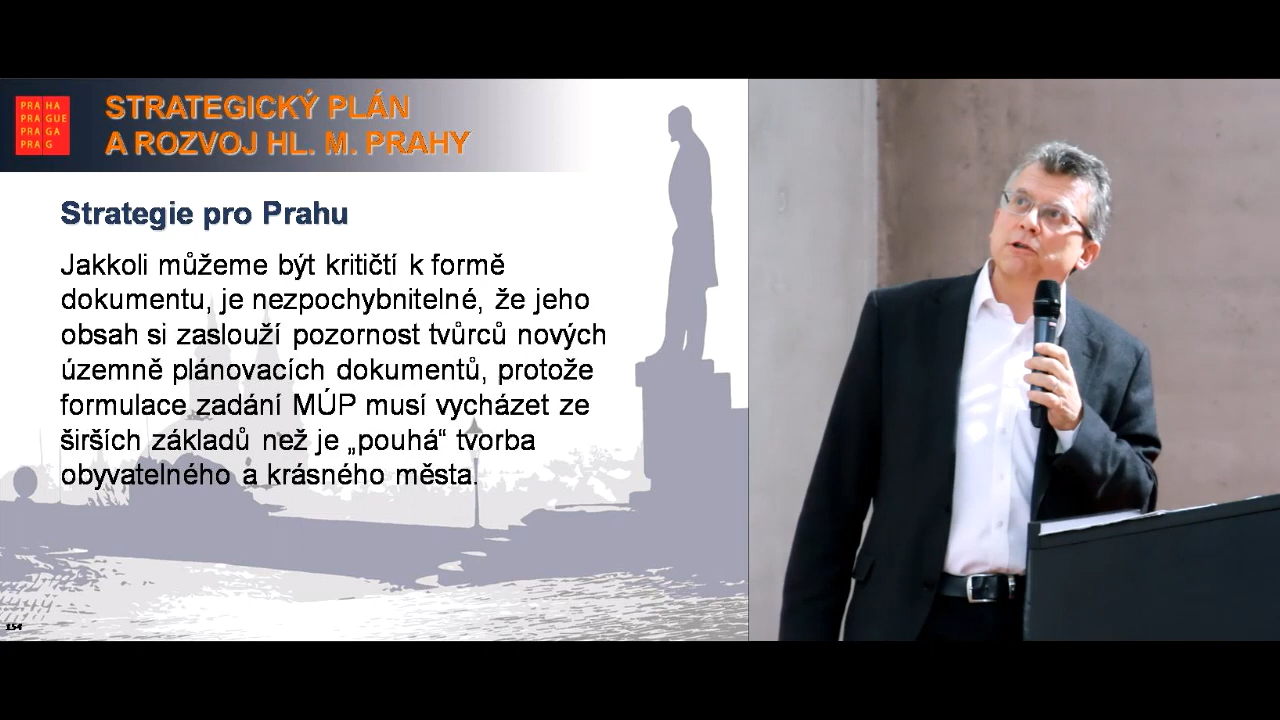 PRA HA
PRA GUE
PRA GA
PRA G
STRATEGICKÝ PLÁN
A ROZVOJ HL. M. PRAHY
Strategie pro Prahu
Jakkoli můžeme být kritičtí k formě
dokumentu, je nezpochybnitelné, že jeho
obsah si zaslouží pozornost tvůrců nových
územně plánovacích dokumentů, protože
formulace zadání MÚP musí vycházet ze
širších základů než je „pouhá“ tvorba
obyvatelného a krásného města.
154